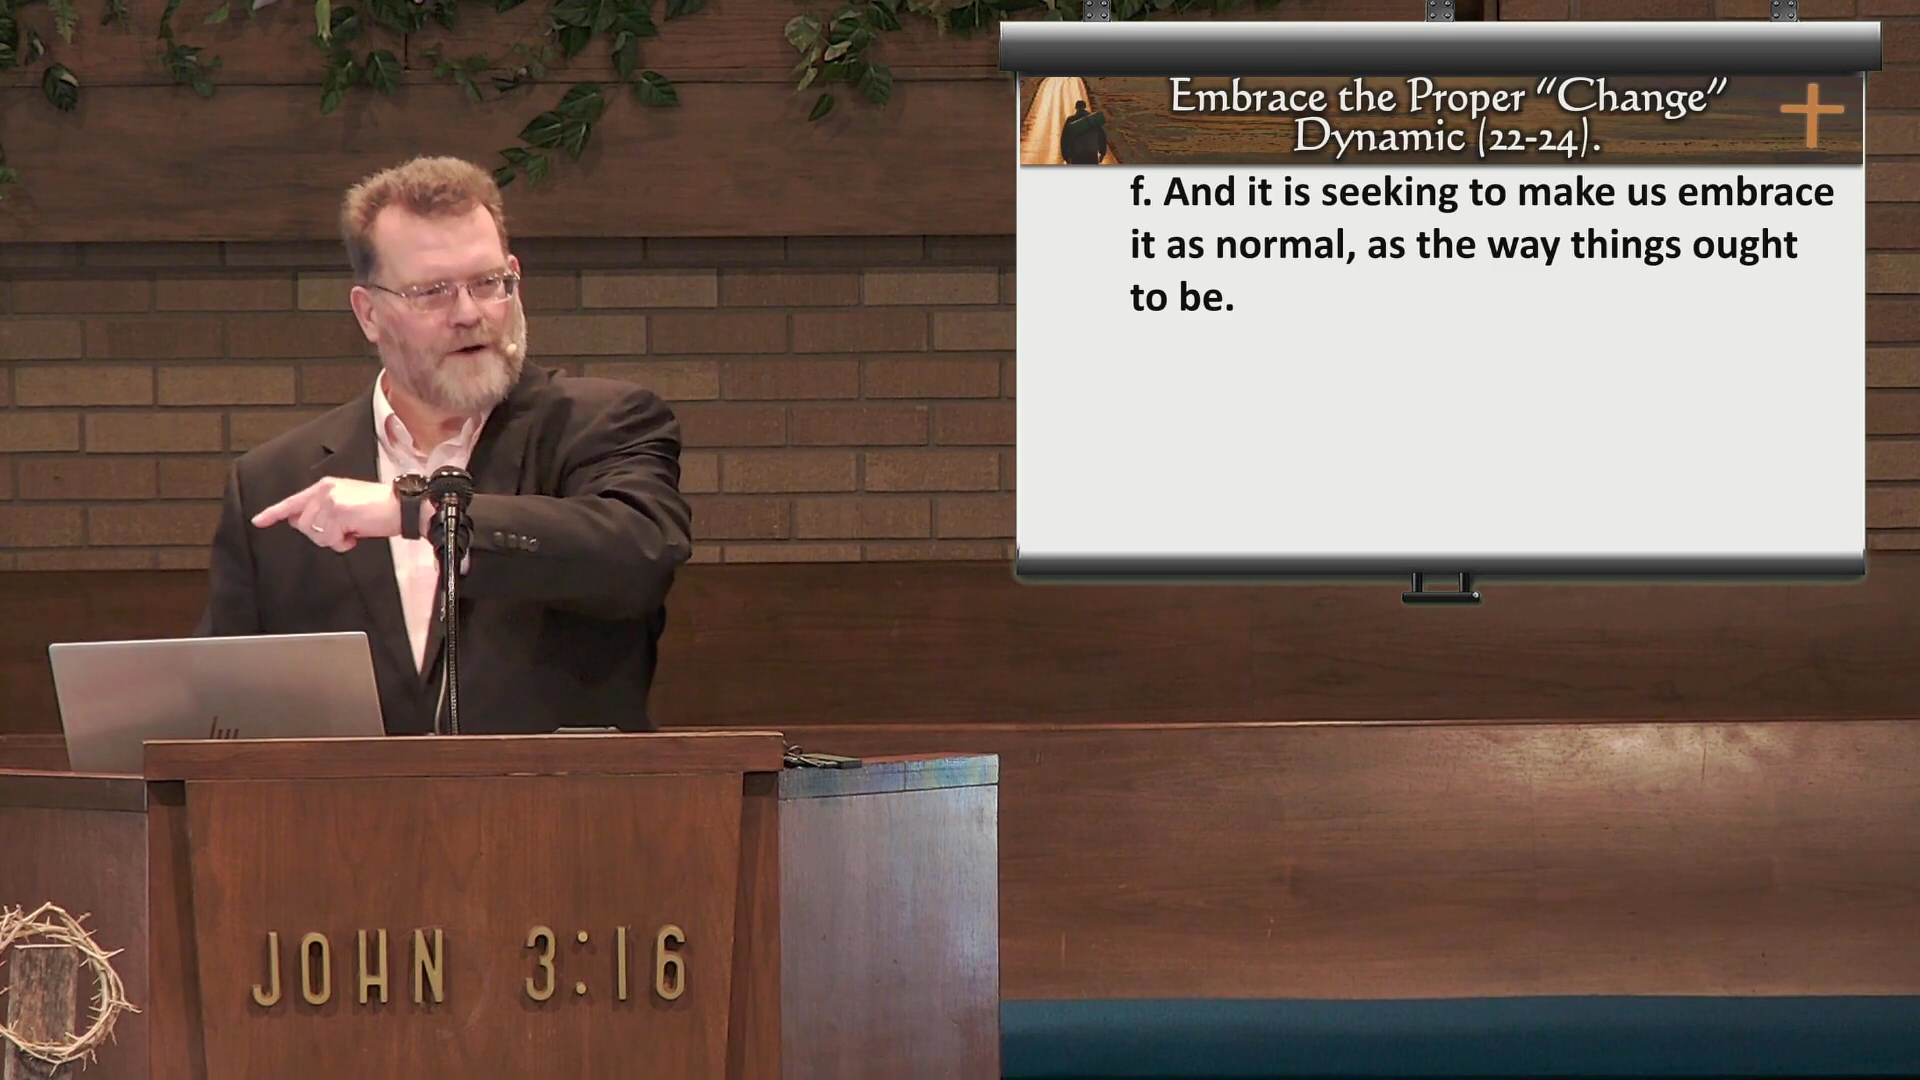 Embrace the Proper “Change”
Dynamic (22-24).
f. And it is seeking to make us embrace
it as normal, as the way things ought
to be.
hp
JOHN 3:16